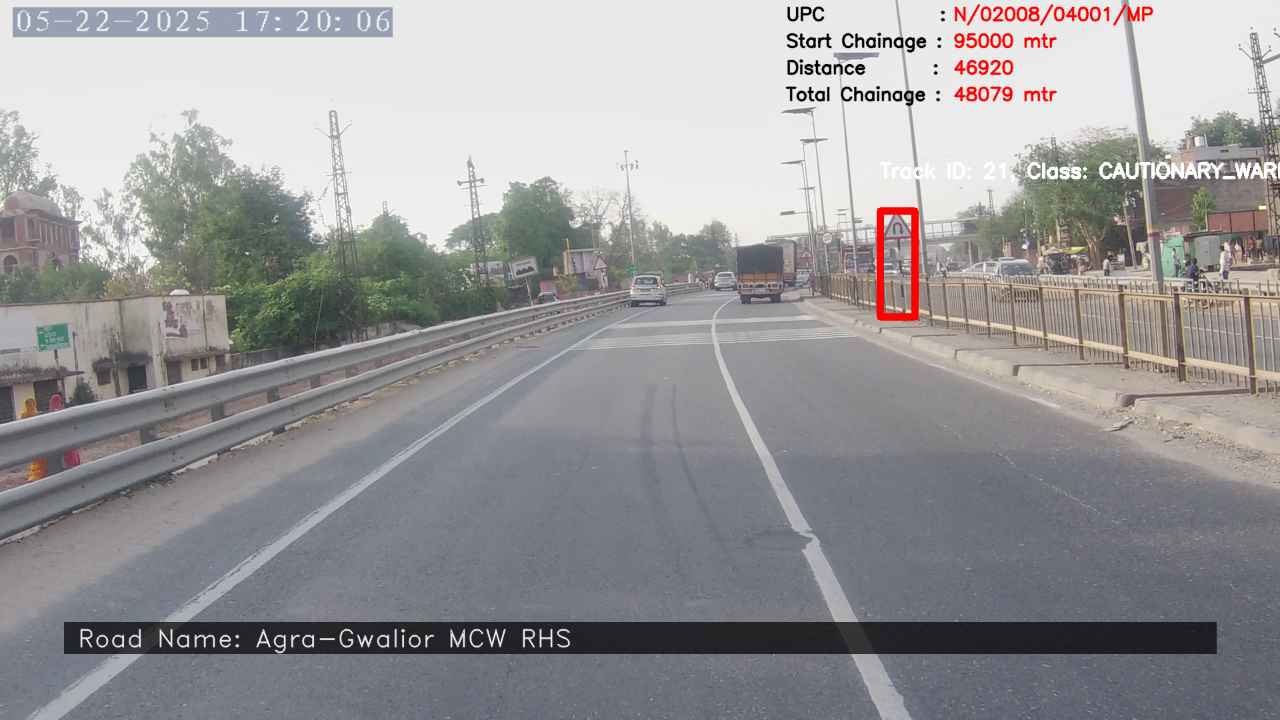 05-22-2025 17:20:06
UPC : N/02008/04001/MP
Start Chainage : 95000 mtr
Distance : 46920
Total Chainage : 48079 mtr
Track ID: 21, Class: CAUTIONARY_WAR
Road Name: Agra-Gwalior MCW RHS